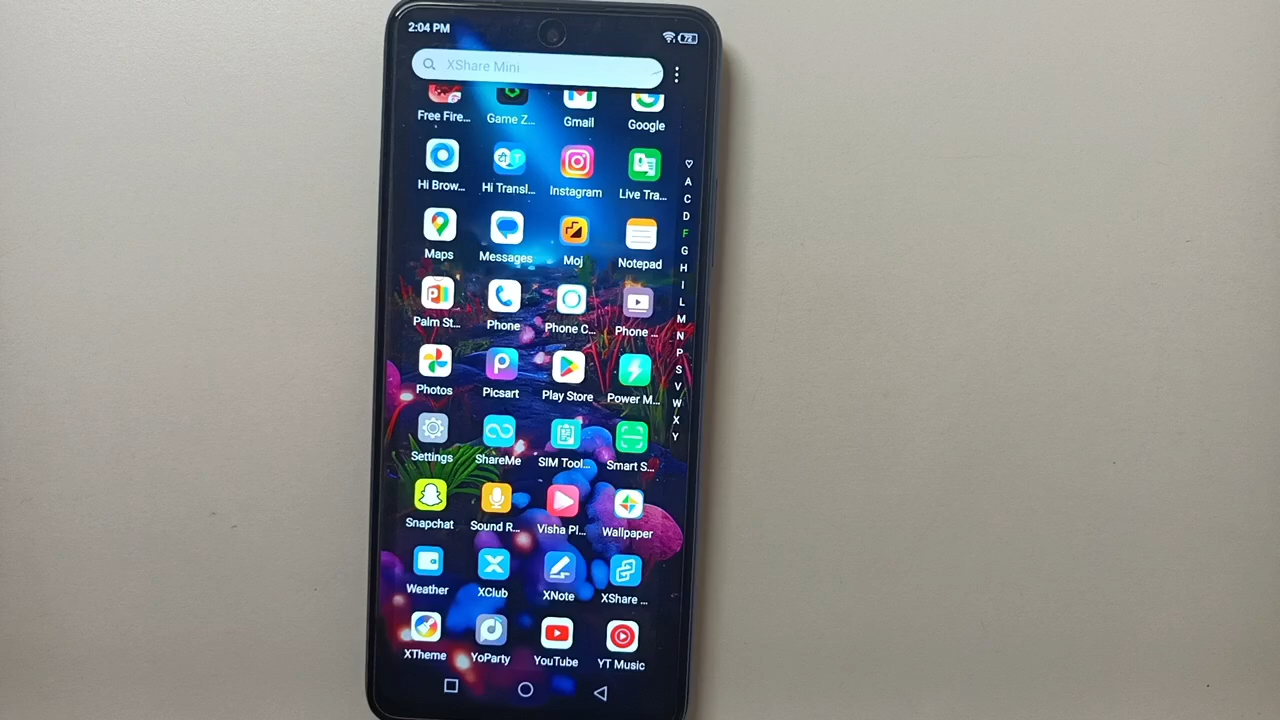 2:04 PM
72
XShare Mini
Free Fire...
Game Z...
Gmail
Google
Hi Brow...
Hi Transl...
Instagram
Live Tra...
Maps
Messages
Moj
Notepad
Palm St...
Phone
Phone C...
Phone ...
Photos
Picsart
Play Store
Power M...
Settings
ShareMe
SIM Tool...
Smart S...
Snapchat
Sound R...
Visha Pl...
Wallpaper
Weather
XClub
XNote
XShare ...
XTheme
YoParty
YouTube
YT Music
A
C
D
F
G
H
I
L
M
N
P
S
V
W
X
Y